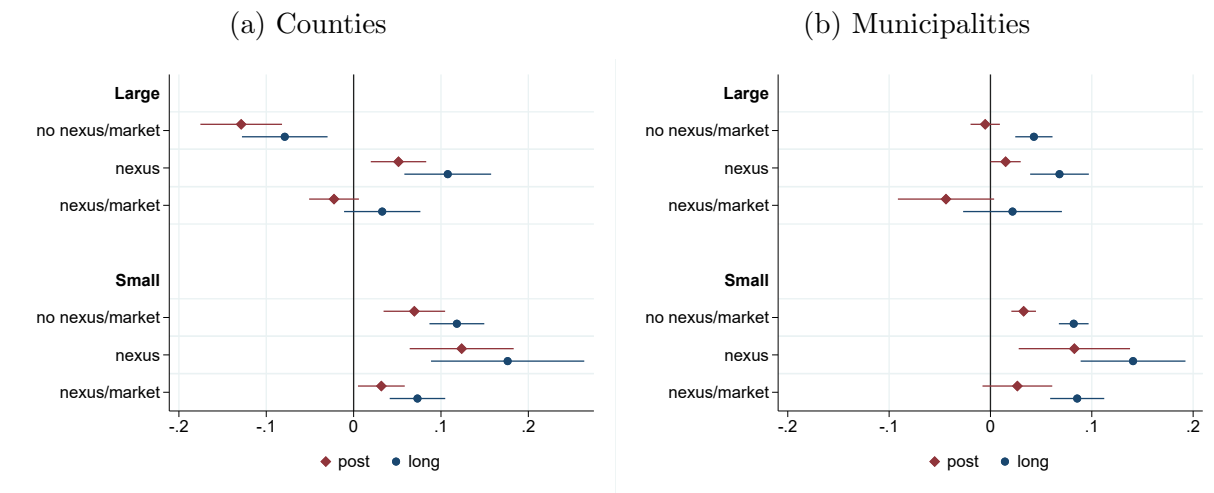 (a) Counties
Large
no nexus/market
nexus
nexus/market
Small
no nexus/market
nexus
nexus/market
-.2 -.1 0 .1 .2
post long
(b) Municipalities
Large
no nexus/market
nexus
nexus/market
Small
no nexus/market
nexus
nexus/market
-.2 -.1 0 .1 .2
post long